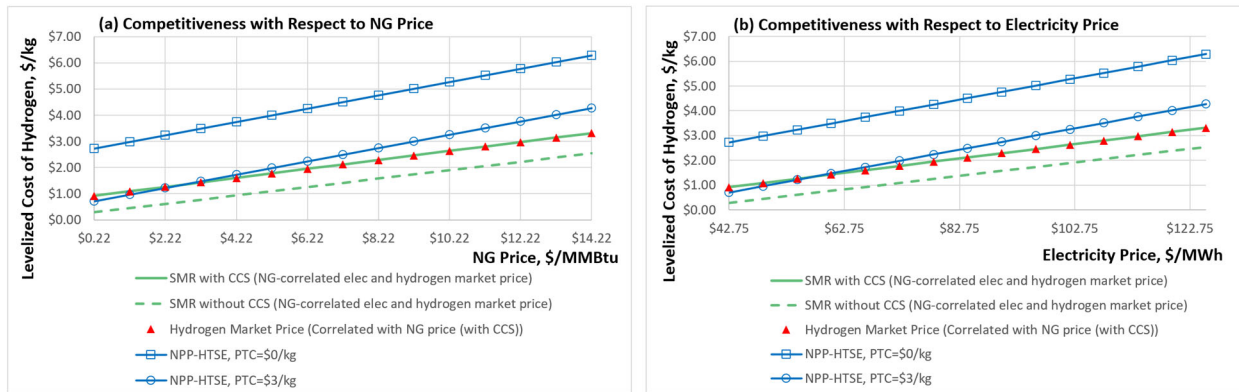 (a) Competitiveness with Respect to NG Price
Levelized Cost of Hydrogen, $/kg
$7.00
$6.00
$5.00
$4.00
$3.00
$2.00
$1.00
$0.00
$0.22 $2.22 $4.22 $6.22 $8.22 $10.22 $12.22 $14.22
NG Price, $/MMBtu
SMR with CCS (NG-correlated elec and hydrogen market price)
SMR without CCS (NG-correlated elec and hydrogen market price)
Hydrogen Market Price (Correlated with NG price (with CCS))
NPP-HTSE, PTC=$0/kg
NPP-HTSE, PTC=$3/kg
(b) Competitiveness with Respect to Electricity Price
Levelized Cost of Hydrogen, $/kg
$7.00
$6.00
$5.00
$4.00
$3.00
$2.00
$1.00
$0.00
$42.75 $62.75 $82.75 $102.75 $122.75
Electricity Price, $/MWh
SMR with CCS (NG-correlated elec and hydrogen market price)
SMR without CCS (NG-correlated elec and hydrogen market price)
Hydrogen Market Price (Correlated with NG price (with CCS))
NPP-HTSE, PTC=$0/kg
NPP-HTSE, PTC=$3/kg